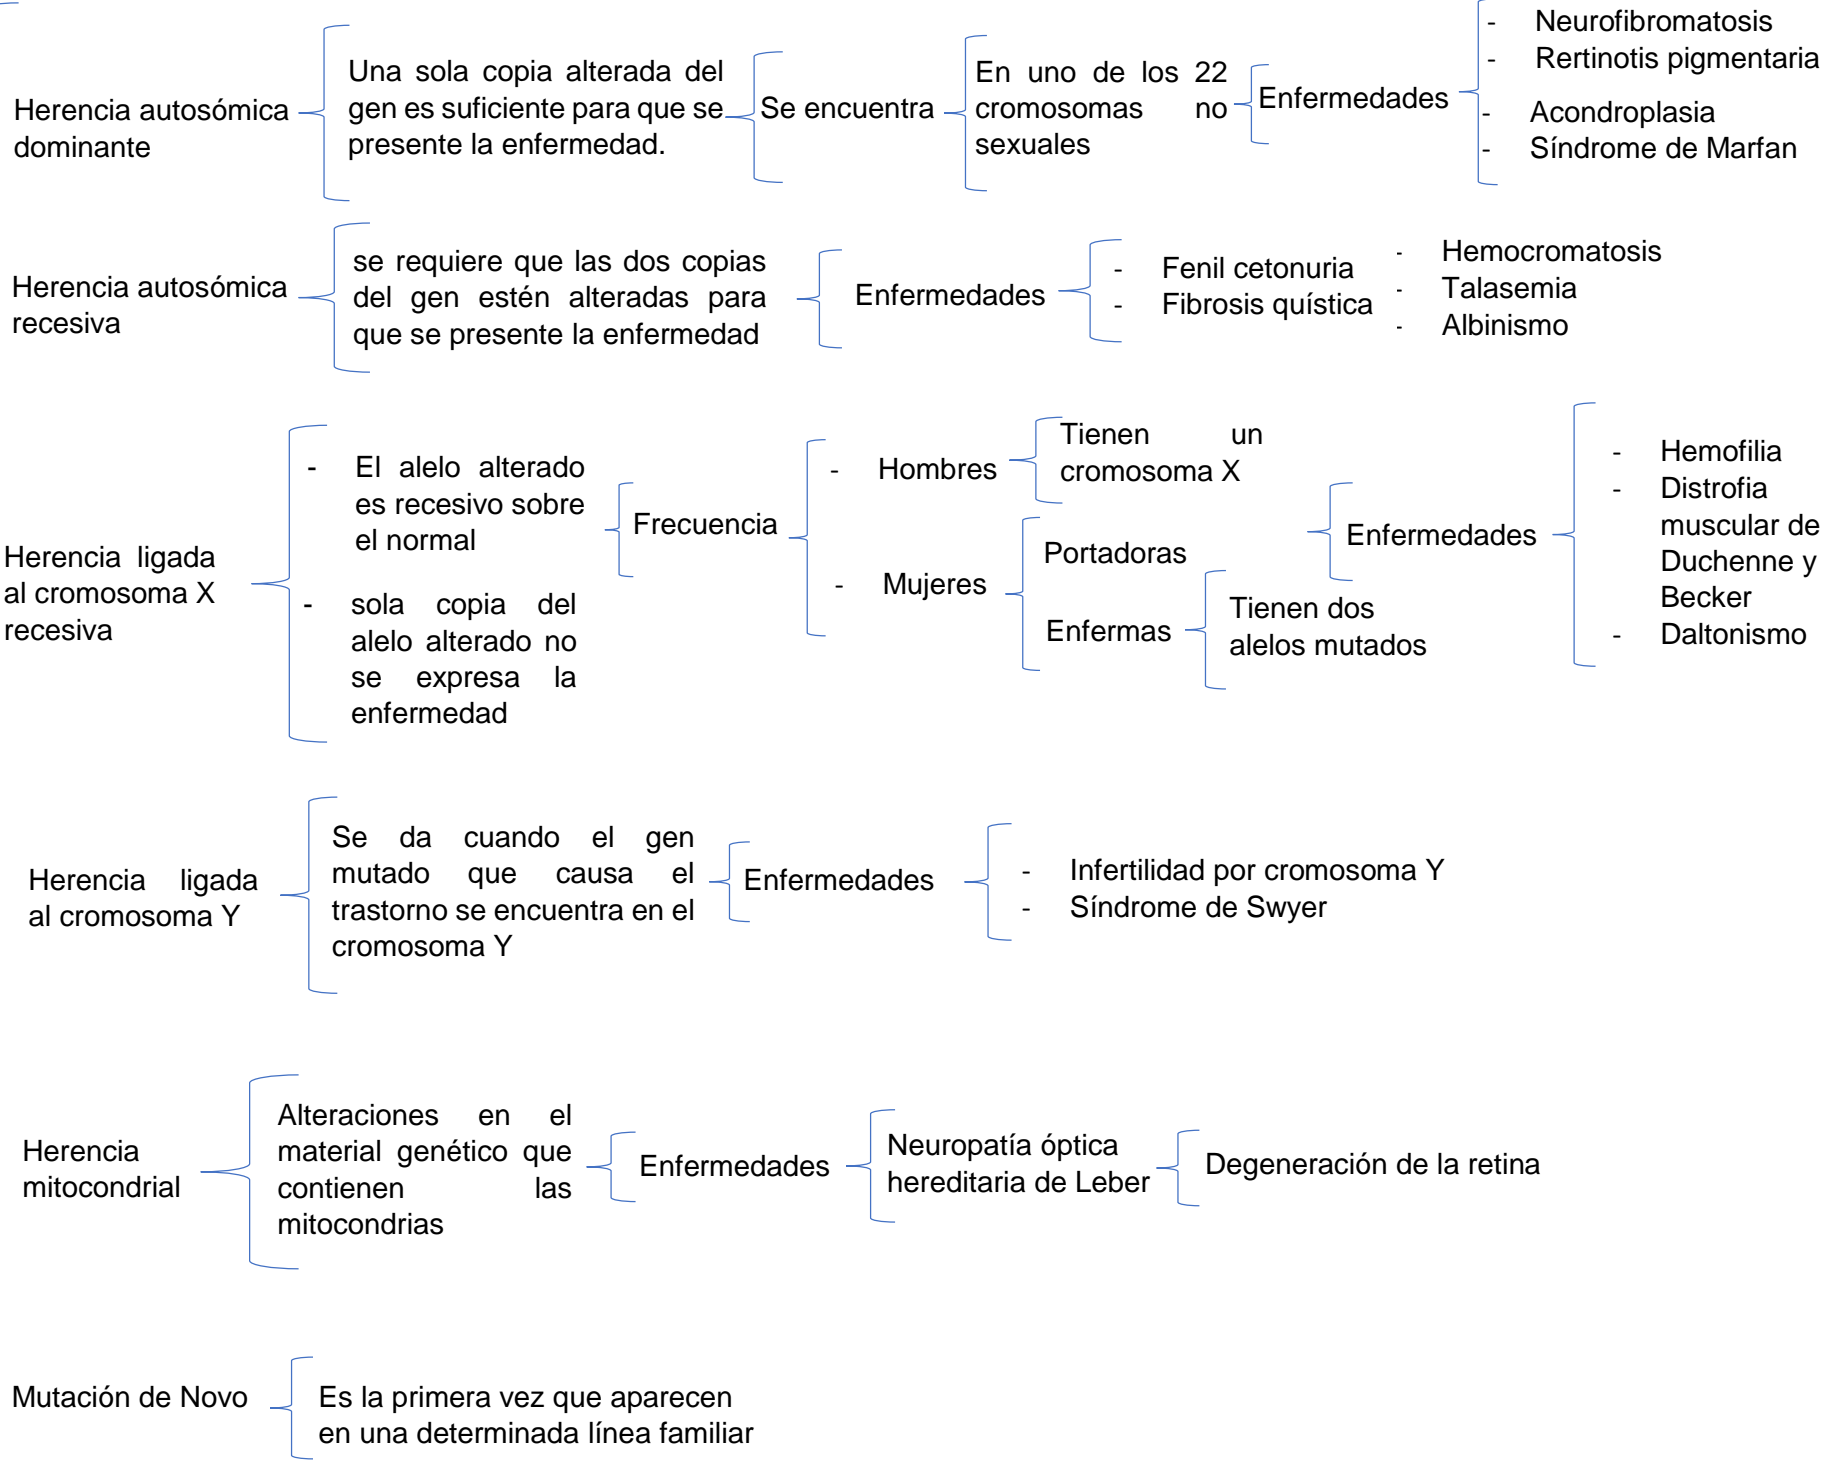 Herencia autosómica
dominante
Una sola copia alterada del
gen es suficiente para que se
presente la enfermedad.
Se encuentra
En uno de los 22
cromosomas no
sexuales
Enfermedades
- Neurofibromatosis
- Rertinotis pigmentaria
- Acondroplasia
- Síndrome de Marfan
Herencia autosómica
recesiva
se requiere que las dos copias
del gen estén alteradas para
que se presente la enfermedad
Enfermedades
- Fenil cetonuria
- Fibrosis quística
- Hemocromatosis
- Talasemia
- Albinismo
Herencia ligada
al cromosoma X
recesiva
- El alelo alterado
es recesivo sobre
el normal
- sola copia del
alelo alterado no
se expresa la
enfermedad
Frecuencia
- Hombres
Tienen un
cromosoma X
- Mujeres
Portadoras
Enfermas
Tienen dos
alelos mutados
Enfermedades
- Hemofilia
- Distrofia
muscular de
Duchenne y
Becker
- Daltonismo
Herencia ligada
al cromosoma Y
Se da cuando el gen
mutado que causa el
trastorno se encuentra en el
cromosoma Y
Enfermedades
- Infertilidad por cromosoma Y
- Síndrome de Swyer
Herencia
mitocondrial
Alteraciones en el
material genético que
contienen las
mitocondrias
Enfermedades
Neuropatía óptica
hereditaria de Leber
Degeneración de la retina
Mutación de Novo
Es la primera vez que aparecen
en una determinada línea familiar